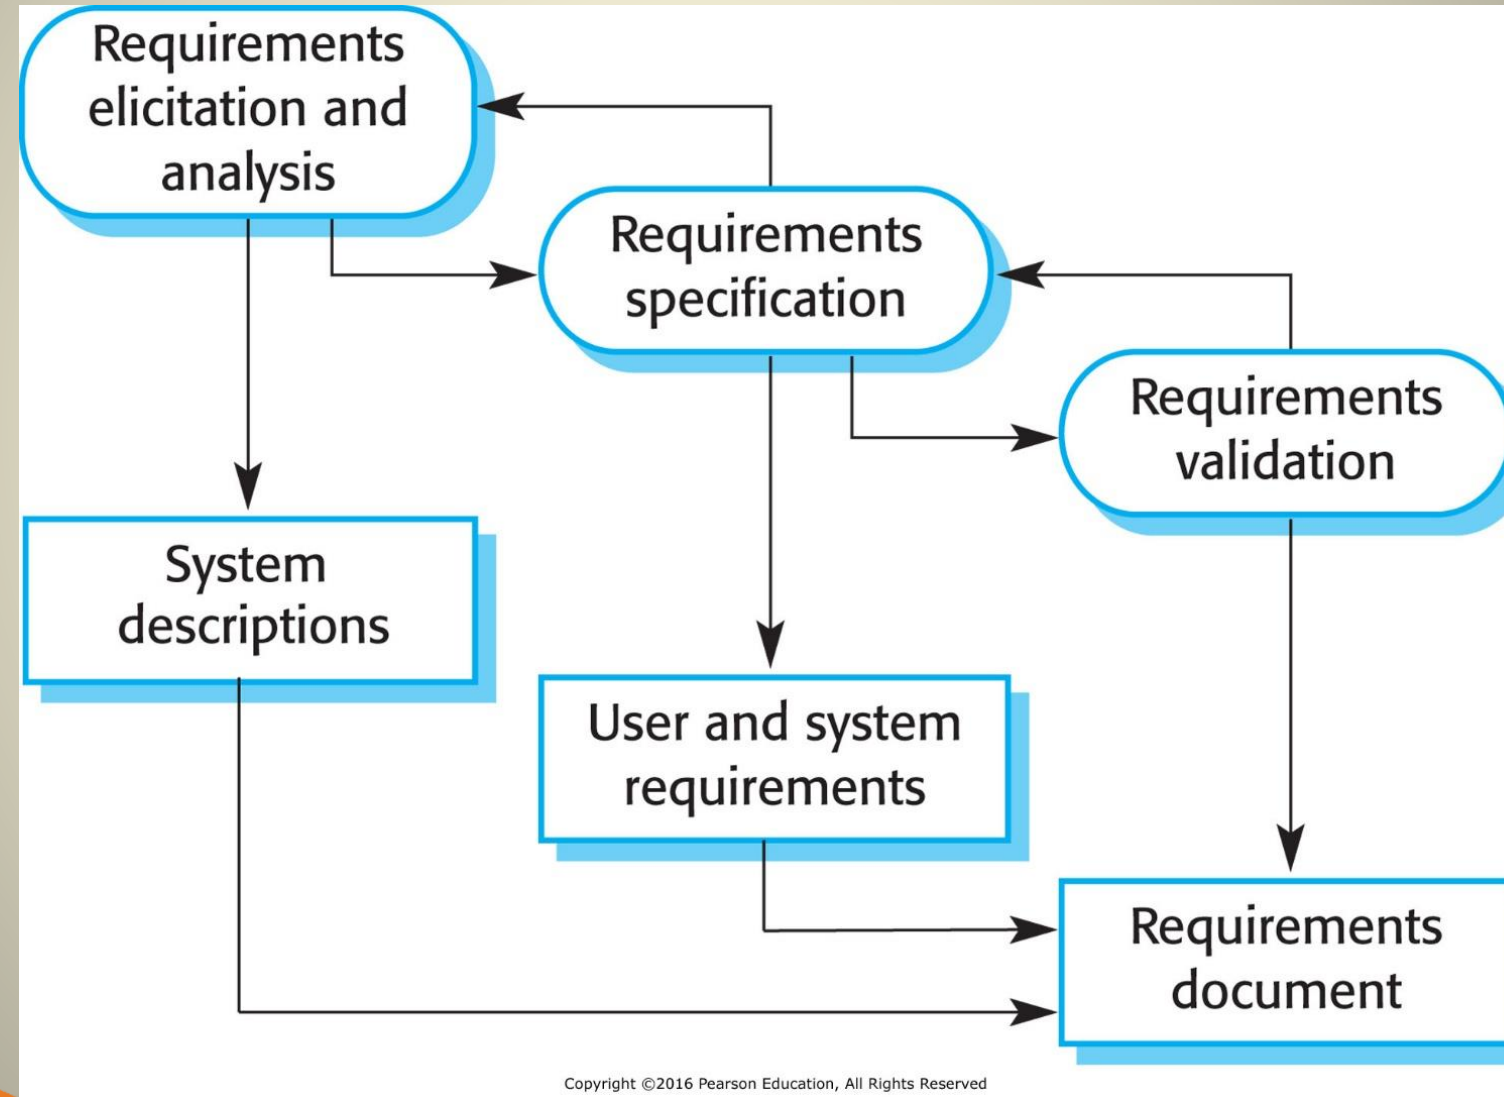 Requirements
elicitation and
analysis
Requirements
specification
Requirements
validation
System
descriptions
User and system
requirements
Requirements
document
Copyright ©2016 Pearson Education, All Rights Reserved